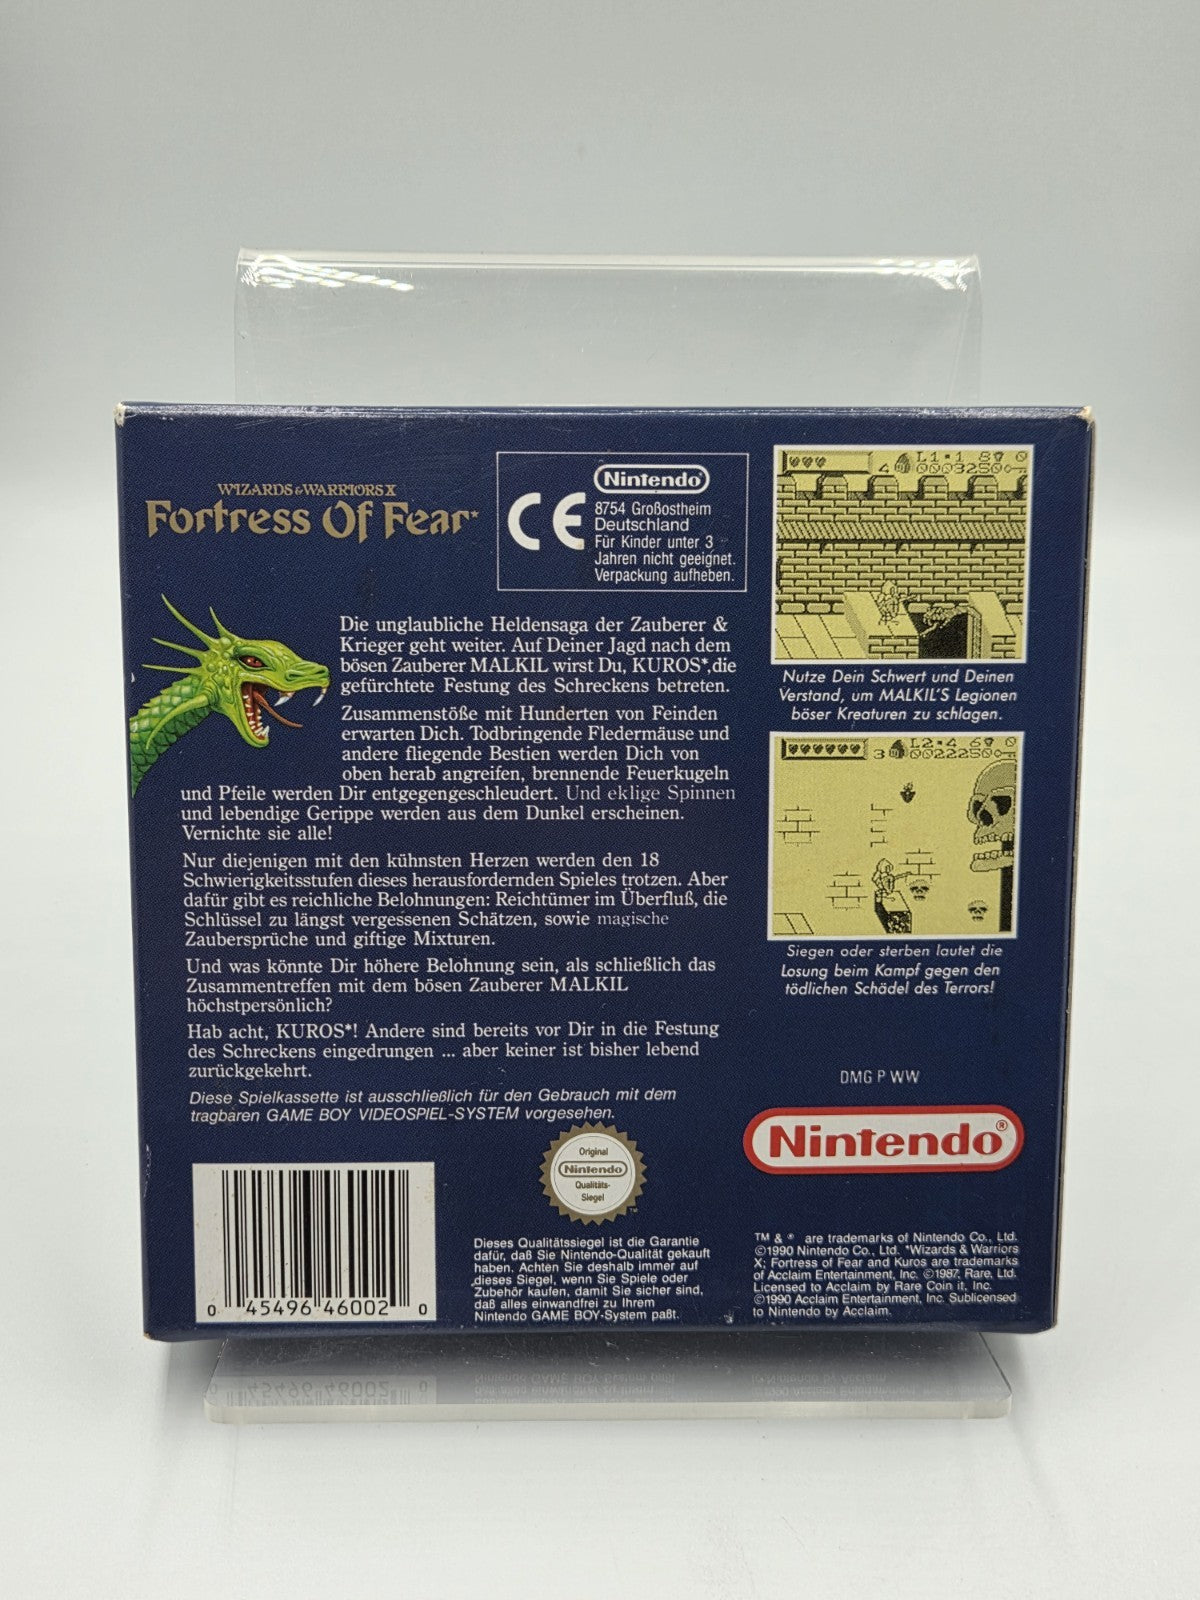 WIZARDS & WARRIORS X
Fortress Of Fear*
CE
Nintendo®
8754 Großostheim
Deutschland
Für Kinder unter 3
Jahren nicht geeignet.
Verpackung aufheben.
Die unglaubliche Heldensaga der Zauberer &
Krieger geht weiter. Auf Deiner Jagd nach dem
bösen Zauberer MALKIL wirst Du, KUROS*,die
gefürchtete Festung des Schreckens betreten.
Zusammenstöße mit Hunderten von Feinden
erwarten Dich. Todbringende Fledermäuse und
andere fliegende Bestien werden Dich von
oben herab angreifen, brennende Feuerkugeln
und Pfeile werden Dir entgegengeschleudert. Und eklige Spinnen
und lebendige Gerippe werden aus dem Dunkel erscheinen.
Vernichte sie alle!
Nur diejenigen mit den kühnsten Herzen werden den 18
Schwierigkeitsstufen dieses herausfordernden Spieles trotzen. Aber
dafür gibt es reichliche Belohnungen: Reichtümer im Überfluß, die
Schlüssel zu längst vergessenen Schätzen, sowie magische
Zaubersprüche und giftige Mixturen.
Und was könnte Dir höhere Belohnung sein, als schließlich das
Zusammentreffen mit dem bösen Zauberer MALKIL
höchstpersönlich?
Hab acht, KUROS*! Andere sind bereits vor Dir in die Festung
des Schreckens eingedrungen ... aber keiner ist bisher lebend
zurückgekehrt.
Diese Spielkassette ist ausschließlich für den Gebrauch mit dem
tragbaren GAME BOY VIDEOSPIEL-SYSTEM vorgesehen.
L1·1 8 0
4 0003250
Nutze Dein Schwert und Deinen
Verstand, um MALKIL'S Legionen
böser Kreaturen zu schlagen.
L2·4 6 0
3 0022250
Siegen oder sterben lautet die
Losung beim Kampf gegen den
tödlichen Schädel des Terrors!
DMG P WW
Nintendo®
Original
Nintendo
Qualitäts-
Siegel
TM
0 45496 46002 0
Dieses Qualitätssiegel ist die Garantie
dafür, daß Sie Nintendo-Qualität gekauft
haben. Achten Sie deshalb immer auf
dieses Siegel, wenn Sie Spiele oder
Zubehör kaufen, damit Sie sicher sind,
daß alles einwandfrei zu Ihrem
Nintendo GAME BOY-System paßt.
TM & ® are trademarks of Nintendo Co., Ltd.
©1990 Nintendo Co., Ltd. *Wizards & Warriors
X; Fortress of Fear and Kuros are trademarks
of Acclaim Entertainment, Inc. ©1987, Rare, Ltd.
Licensed to Acclaim by Rare Coin it, Inc.
©1990 Acclaim Entertainment, Inc. Sublicensed
to Nintendo by Acclaim.